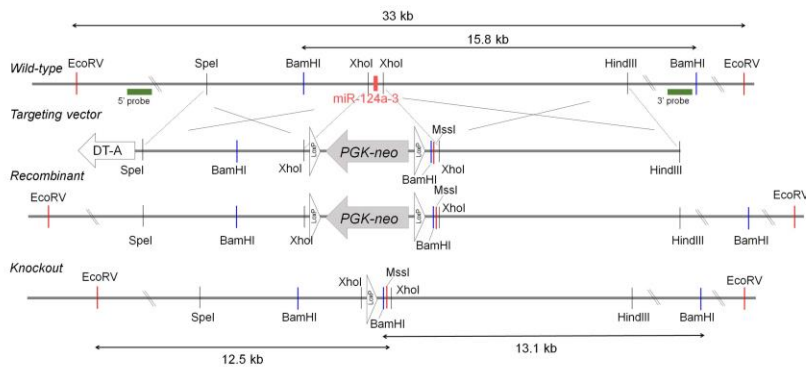 33 kb
15.8 kb
Wild-type
EcoRV
SpeI
BamHI
XhoI
XhoI
HindIII
BamHI
EcoRV
5' probe
miR-124a-3
3' probe
Targeting vector
DT-A
SpeI
BamHI
XhoI
LoxP
PGK-neo
LoxP
MssI
BamHI
XhoI
HindIII
Recombinant
EcoRV
SpeI
BamHI
XhoI
LoxP
PGK-neo
LoxP
MssI
XhoI
BamHI
HindIII
BamHI
EcoRV
Knockout
EcoRV
SpeI
BamHI
XhoI
LoxP
MssI
XhoI
BamHI
HindIII
BamHI
EcoRV
12.5 kb
13.1 kb